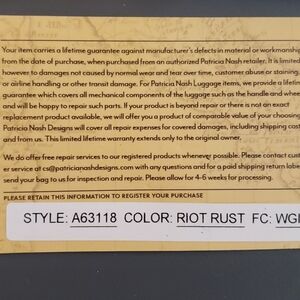 Your item carries a lifetime guarantee against manufacturer's defects in material or workmanship
from the date of purchase, when purchased from an authorized Patricia Nash retailer. It is limited
however to damages not caused by normal wear and tear over time, customer abuse or staining,
or airline handling or other transit damage. For Patricia Nash Luggage items, we provide a lifetime
guarantee which covers all mechanical components of the luggage such as the handle and whee
and will be happy to repair such parts. If your product is beyond repair or there is not an exact
replacement product available, we will offer you a product of comparable value of your choosing
Patricia Nash Designs will cover all repair expenses for covered damages, including shipping cos
and from us. This limited lifetime warranty extends only to the original owner.
We do offer free repair services to our registered products whenever possible. Please contact cust
er service at cs@patricianashdesigns.com with any questions and for a paid shipping return label
send your bag to us for inspection and repair. Please allow for 4-6 weeks for processing.
PLEASE RETAIN THIS INFORMATION TO REGISTER YOUR PURCHASE
STYLE: A63118 COLOR: RIOT RUST FC: WGI